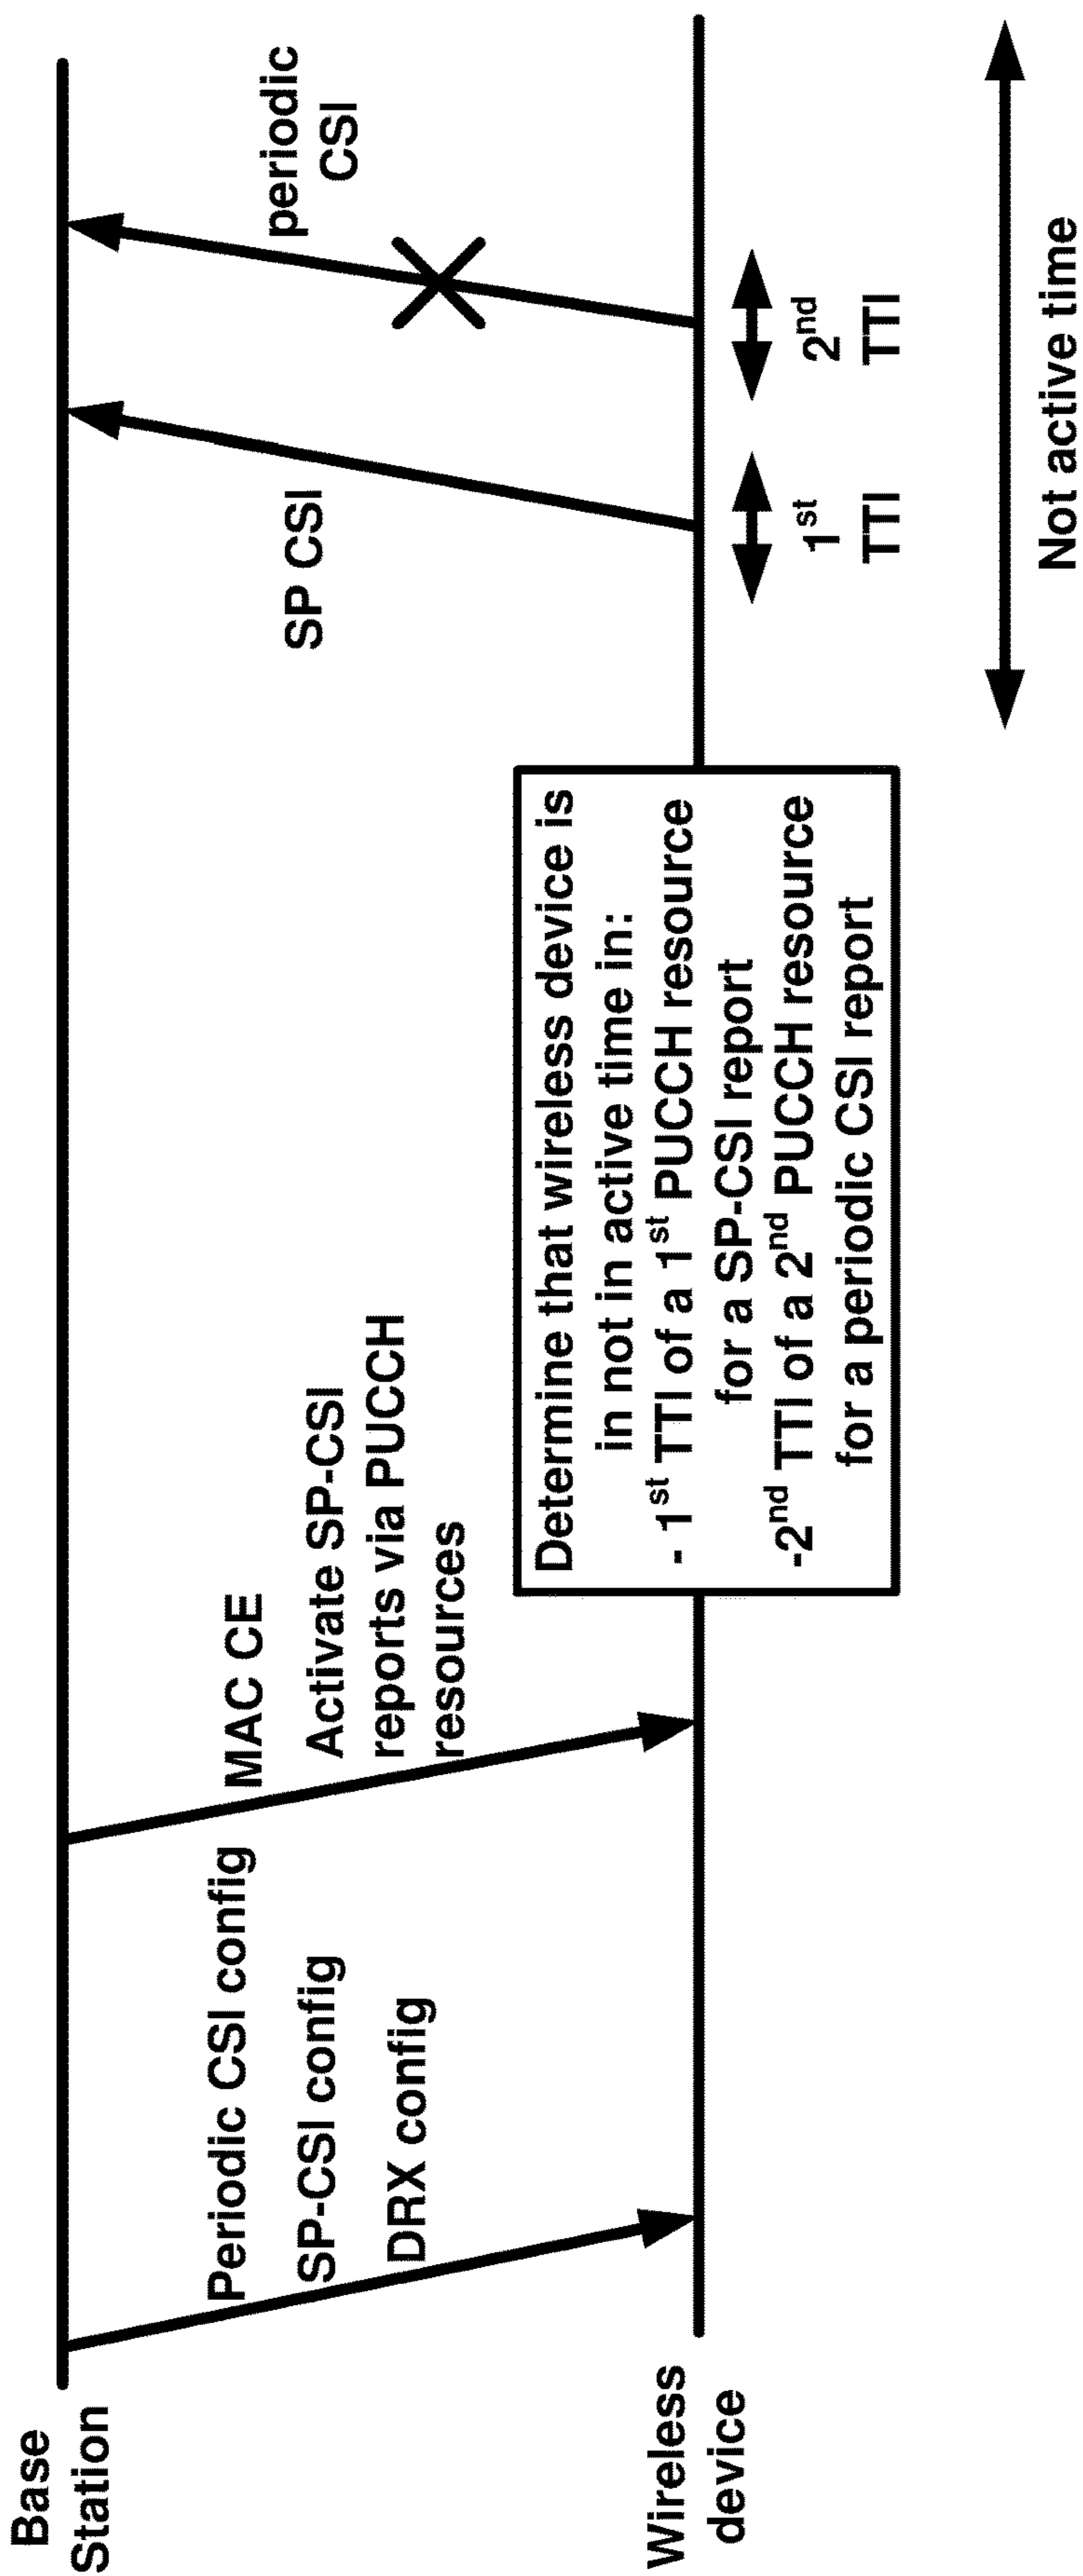 Base
Station
Periodic CSI config
SP-CSI config
DRX config
MAC CE
Activate SP-CSI
reports via PUCCH
resources
SP CSI
periodic
CSI
Wireless
device
Determine that wireless device is
in not in active time in:
- 1st TTI of a 1st PUCCH resource
for a SP-CSI report
-2nd TTI of a 2nd PUCCH resource
for a periodic CSI report
1st
TTI
2nd
TTI
Not active time